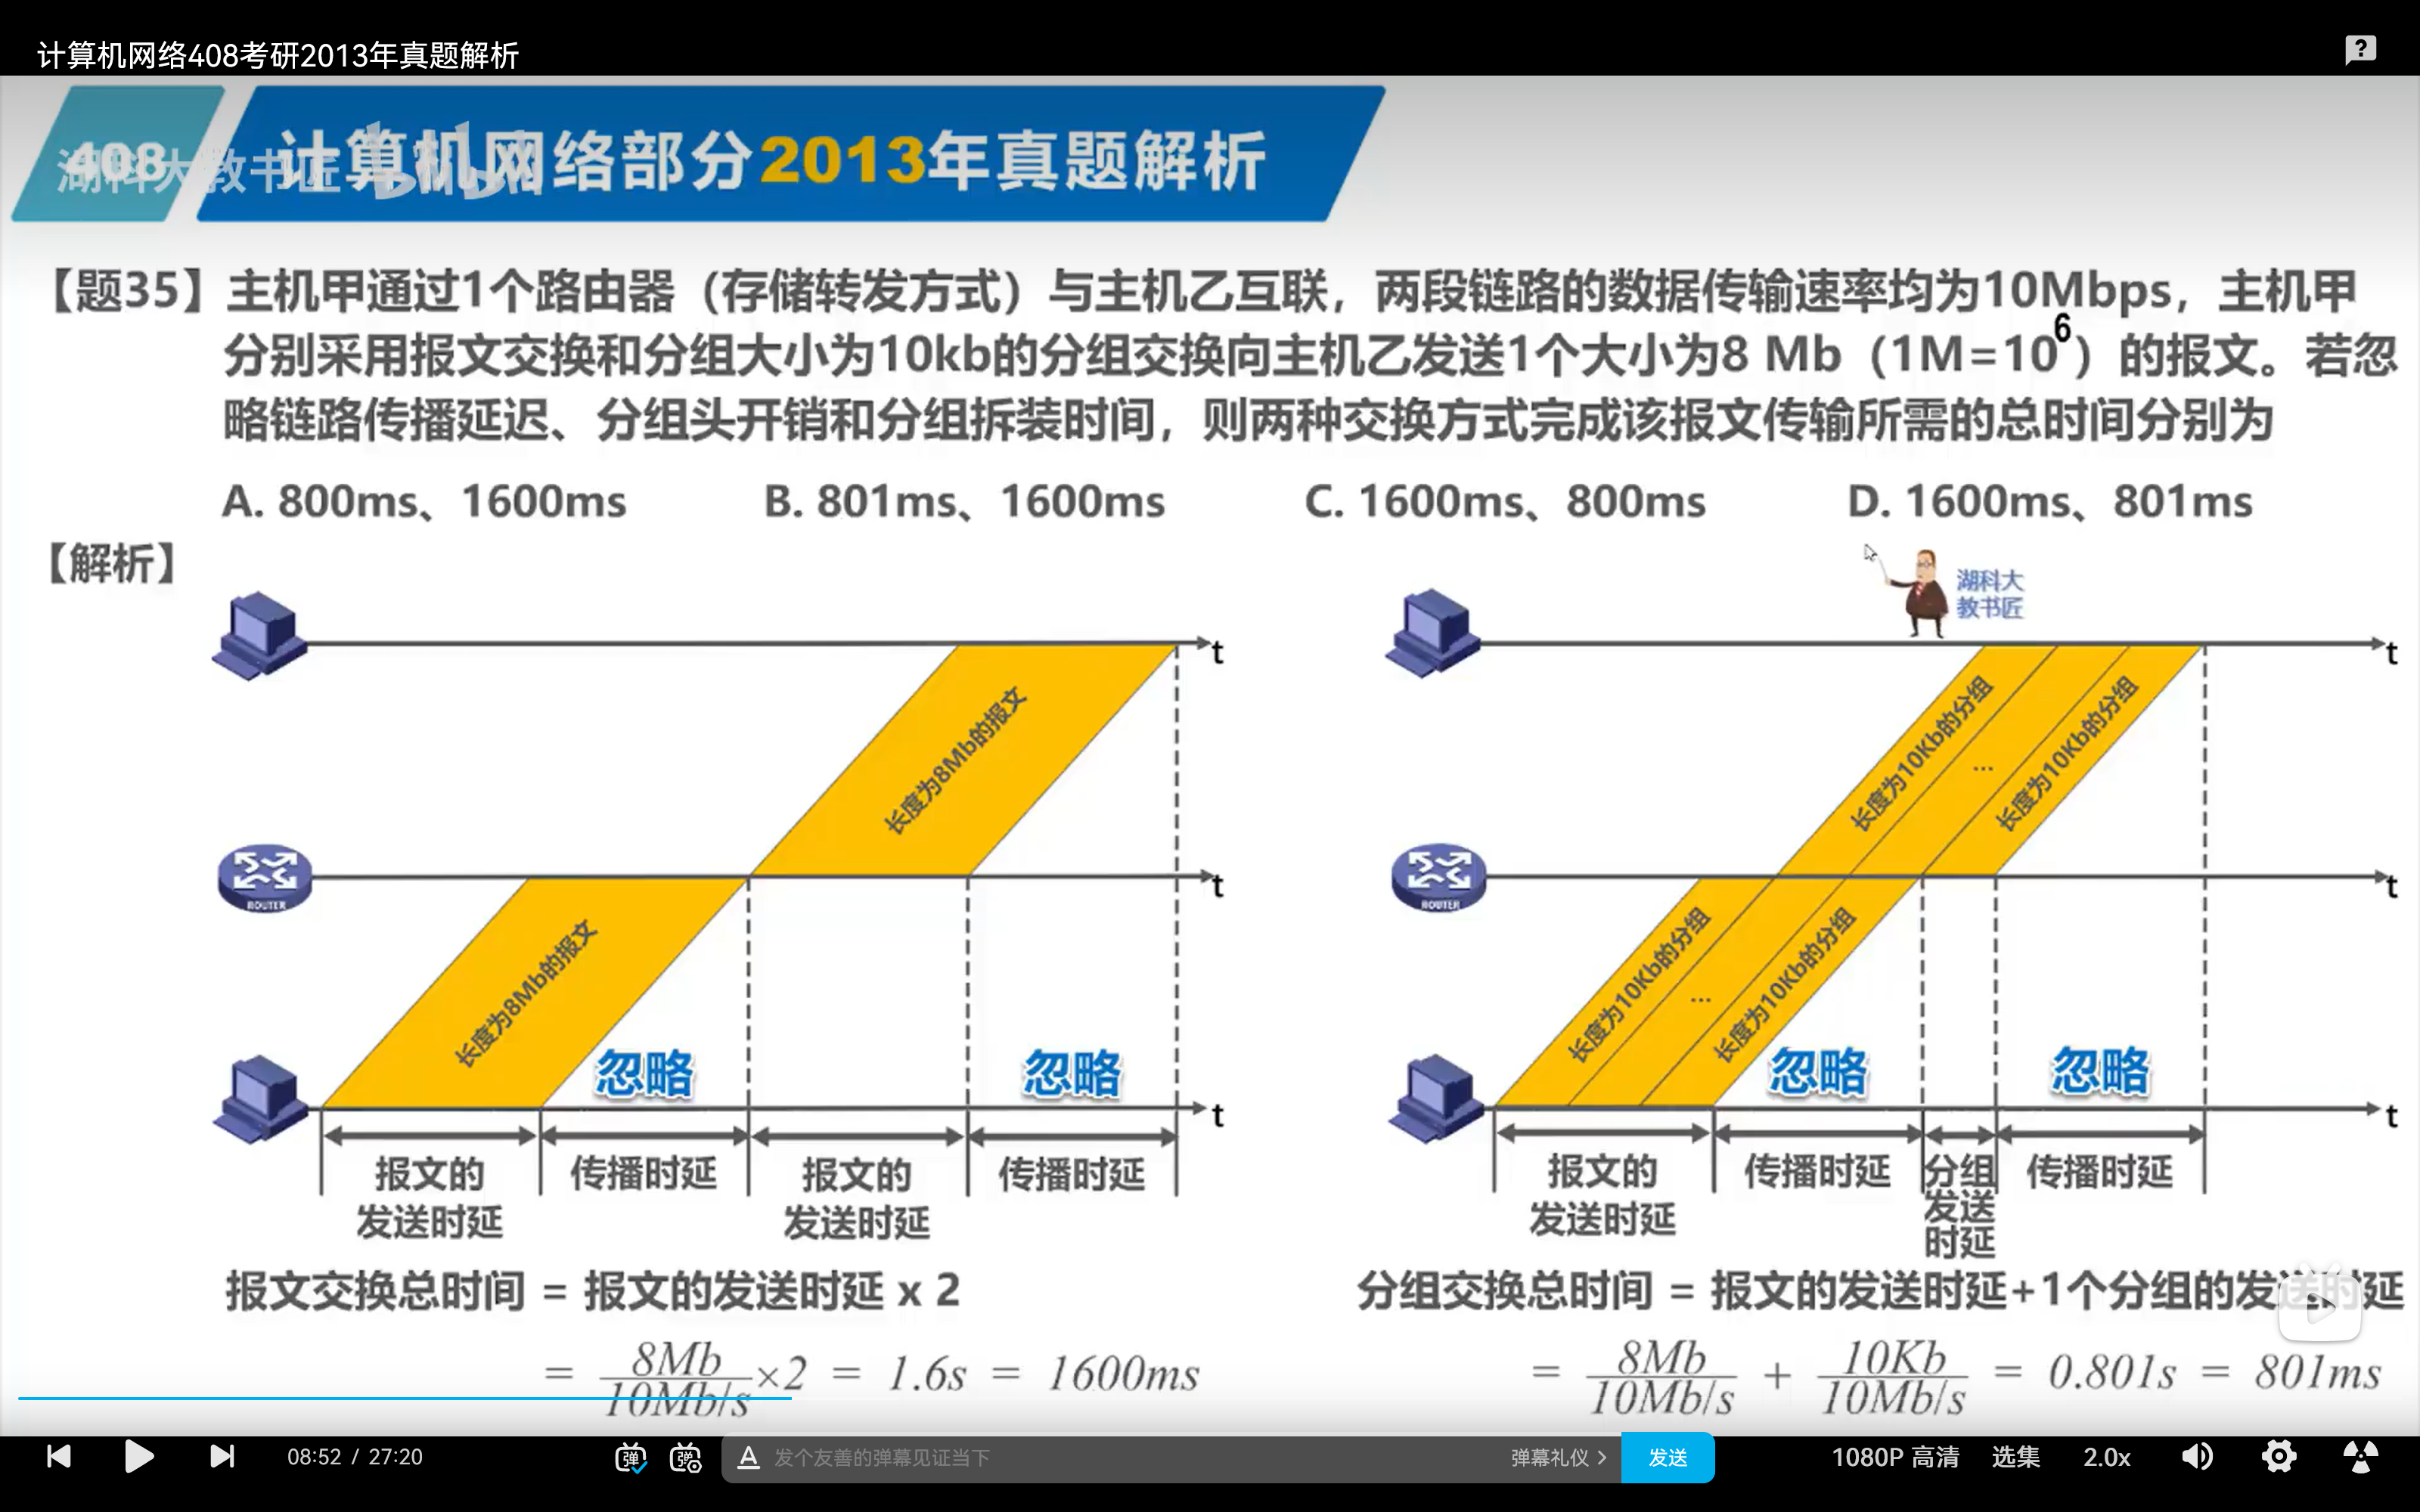 计算机网络408考研2013年真题解析
408 计算机网络部分2013年真题解析
湖科大教书匠 bilibili
【题35】主机甲通过1个路由器（存储转发方式）与主机乙互联，两段链路的数据传输速率均为10Mbps，主机甲
分别采用报文交换和分组大小为10kb的分组交换向主机乙发送1个大小为8 Mb（1M=10⁶）的报文。若忽
略链路传播延迟、分组头开销和分组拆装时间，则两种交换方式完成该报文传输所需的总时间分别为
A. 800ms、1600ms B. 801ms、1600ms C. 1600ms、800ms D. 1600ms、801ms
【解析】
湖科大
教书匠
t
长度为8Mb的报文
ROUTER
t
长度为8Mb的报文
忽略
忽略
t
报文的
发送时延
传播时延
报文的
发送时延
传播时延
报文交换总时间 = 报文的发送时延 x 2
= 8Mb/10Mb/s ×2 = 1.6s = 1600ms
t
长度为10Kb的分组
...
长度为10Kb的分组
ROUTER
t
长度为10Kb的分组
...
长度为10Kb的分组
忽略
忽略
t
报文的
发送时延
传播时延
分组
发送
时延
传播时延
分组交换总时间 = 报文的发送时延+1个分组的发送时延
= 8Mb/10Mb/s + 10Kb/10Mb/s = 0.801s = 801ms
08:52 / 27:20
弹
弹
A 发个友善的弹幕见证当下
弹幕礼仪 >
发送
1080P 高清
选集
2.0x